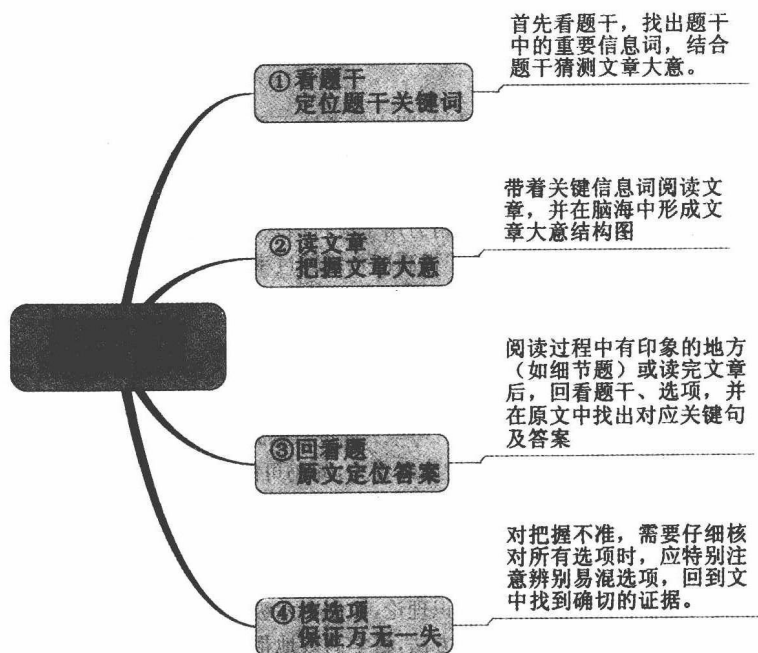 首先看题干，找出题干
中的重要信息词，结合
题干猜测文章大意。
①看题干
定位题干关键词
带着关键信息词阅读文
章，并在脑海中形成文
章大意结构图
②读文章
把握文章大意
阅读过程中有印象的地方
（如细节题）或读完文章
后，回看题干、选项，并
在原文中找出对应关键句
及答案
③回看题
原文定位答案
对把握不准，需要仔细核
对所有选项时，应特别注
意辨别易混选项，回到文
中找到确切的证据。
④核选项
保证万无一失